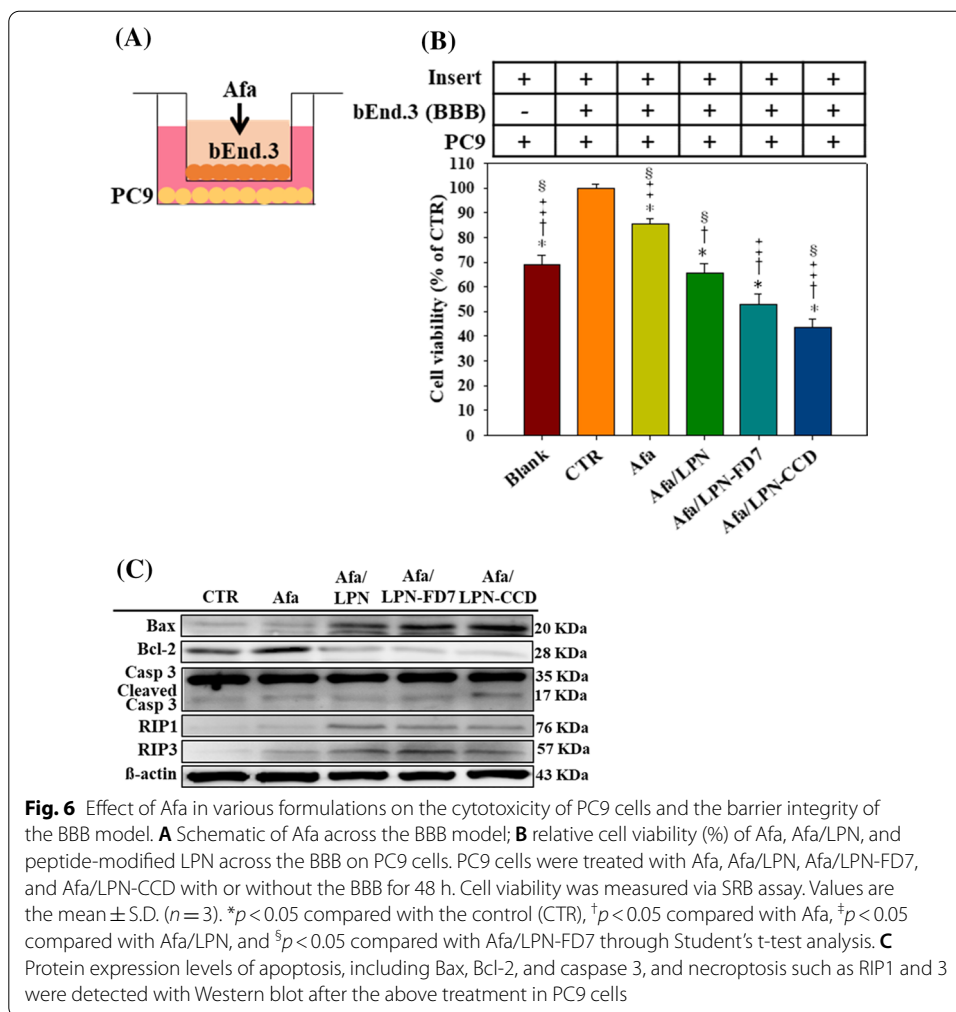 (A)
Afa
bEnd.3
PC9
(B)
Insert + + + + + +
bEnd.3 (BBB) - + + + + +
PC9 + + + + + +
Cell viability (% of CTR)
110
100
90
80
70
60
50
40
30
20
10
0
§ ‡ † *
§ ‡ *
§ † *
‡ † *
§ ‡ † *
Blank CTR Afa Afa/LPN Afa/LPN-FD7 Afa/LPN-CCD
(C)
CTR Afa Afa/LPN Afa/LPN-FD7 Afa/LPN-CCD
Bax 20 KDa
Bcl-2 28 KDa
Casp 3 35 KDa
Cleaved Casp 3 17 KDa
RIP1 76 KDa
RIP3 57 KDa
ß-actin 43 KDa
Fig. 6 Effect of Afa in various formulations on the cytotoxicity of PC9 cells and the barrier integrity of
the BBB model. A Schematic of Afa across the BBB model; B relative cell viability (%) of Afa, Afa/LPN, and
peptide-modified LPN across the BBB on PC9 cells. PC9 cells were treated with Afa, Afa/LPN, Afa/LPN-FD7,
and Afa/LPN-CCD with or without the BBB for 48 h. Cell viability was measured via SRB assay. Values are
the mean ± S.D. (n = 3). *p < 0.05 compared with the control (CTR), †p < 0.05 compared with Afa, ‡p < 0.05
compared with Afa/LPN, and §p < 0.05 compared with Afa/LPN-FD7 through Student's t-test analysis. C
Protein expression levels of apoptosis, including Bax, Bcl-2, and caspase 3, and necroptosis such as RIP1 and 3
were detected with Western blot after the above treatment in PC9 cells